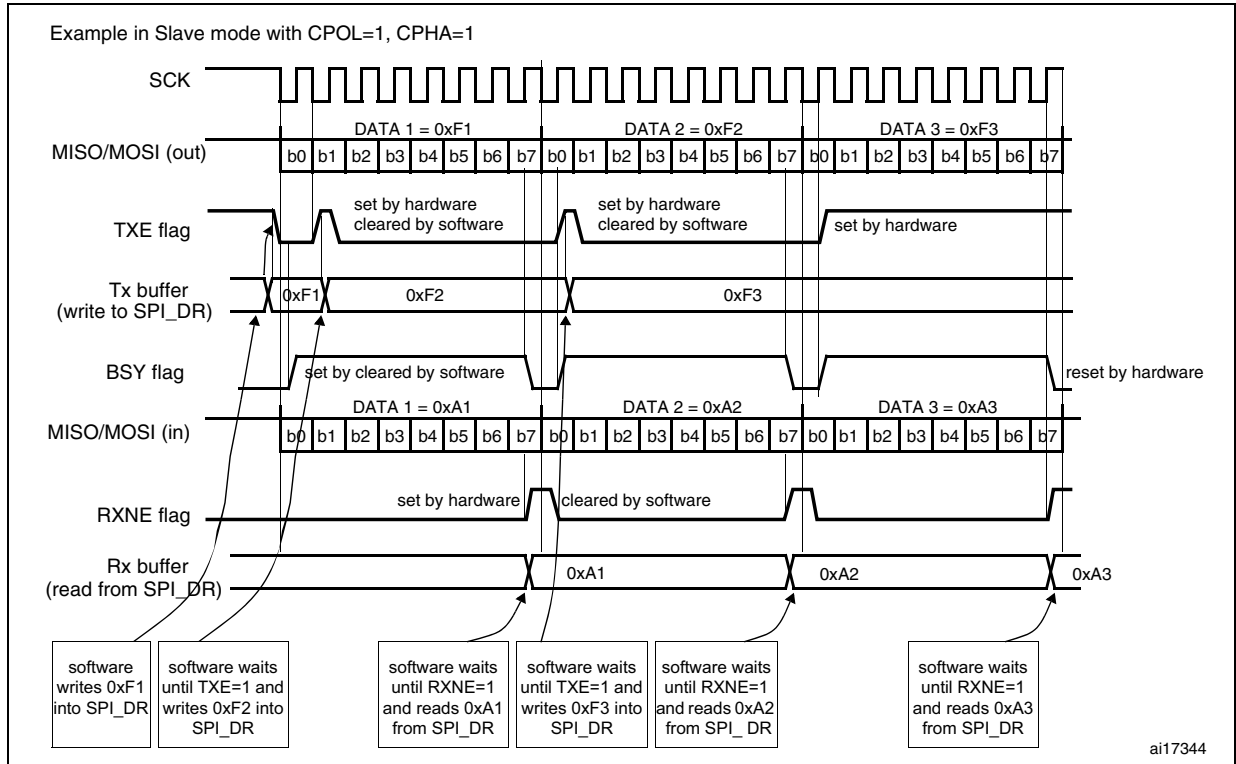 Example in Slave mode with CPOL=1, CPHA=1
SCK
DATA 1 = 0xF1 DATA 2 = 0xF2 DATA 3 = 0xF3
MISO/MOSI (out)
b0 b1 b2 b3 b4 b5 b6 b7 b0 b1 b2 b3 b4 b5 b6 b7 b0 b1 b2 b3 b4 b5 b6 b7
TXE flag
set by hardware
cleared by software
set by hardware
cleared by software
set by hardware
Tx buffer
(write to SPI_DR)
0xF1 0xF2 0xF3
BSY flag
set by cleared by software
reset by hardware
DATA 1 = 0xA1 DATA 2 = 0xA2 DATA 3 = 0xA3
MISO/MOSI (in)
b0 b1 b2 b3 b4 b5 b6 b7 b0 b1 b2 b3 b4 b5 b6 b7 b0 b1 b2 b3 b4 b5 b6 b7
RXNE flag
set by hardware cleared by software
Rx buffer
(read from SPI_DR)
0xA1 0xA2 0xA3
software
writes 0xF1
into SPI_DR
software waits
until TXE=1 and
writes 0xF2 into
SPI_DR
software waits
until RXNE=1
and reads 0xA1
from SPI_DR
software waits
until TXE=1 and
writes 0xF3 into
SPI_DR
software waits
until RXNE=1
and reads 0xA2
from SPI_ DR
software waits
until RXNE=1
and reads 0xA3
from SPI_DR
ai17344